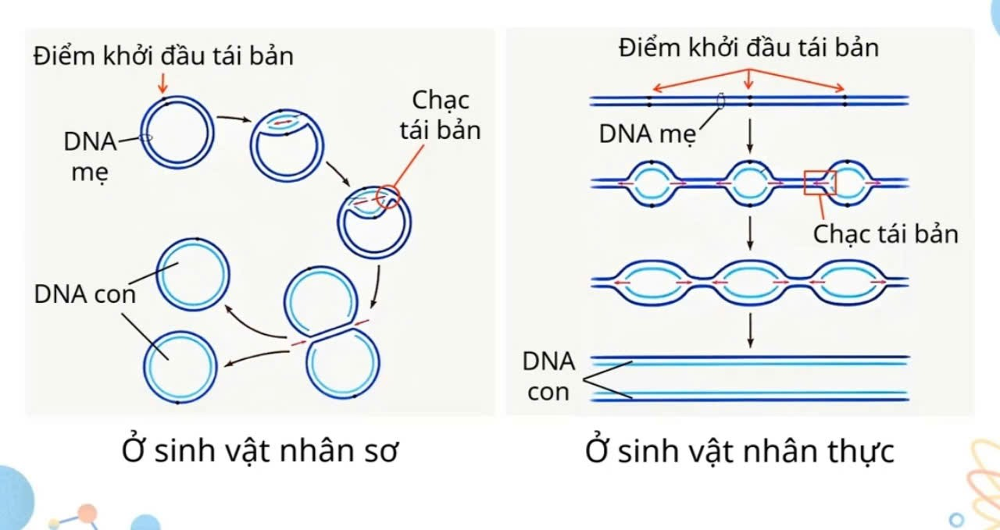 Điểm khởi đầu tái bản
DNA
mẹ
Chạc
tái bản
DNA con
Ở sinh vật nhân sơ
Điểm khởi đầu tái bản
DNA mẹ
Chạc tái bản
DNA
con
Ở sinh vật nhân thực